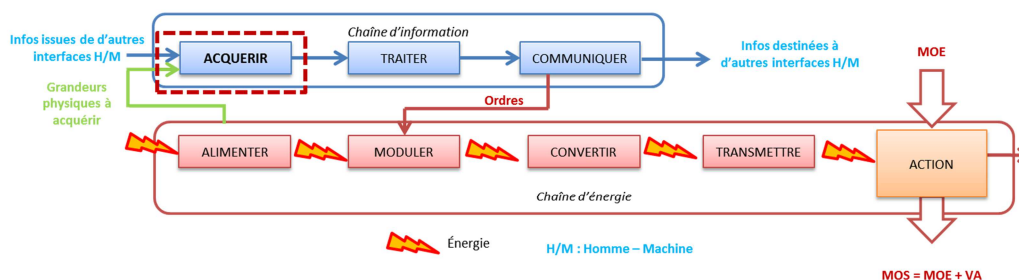 Chaîne d'information
Infos issues de d'autres
interfaces H/M
ACQUERIR
TRAITER
COMMUNIQUER
Infos destinées à
d'autres interfaces H/M
MOE
Grandeurs
physiques à
acquérir
Ordres
ALIMENTER
MODULER
CONVERTIR
TRANSMETTRE
ACTION
Chaîne d'énergie
Énergie
H/M : Homme – Machine
MOS = MOE + VA